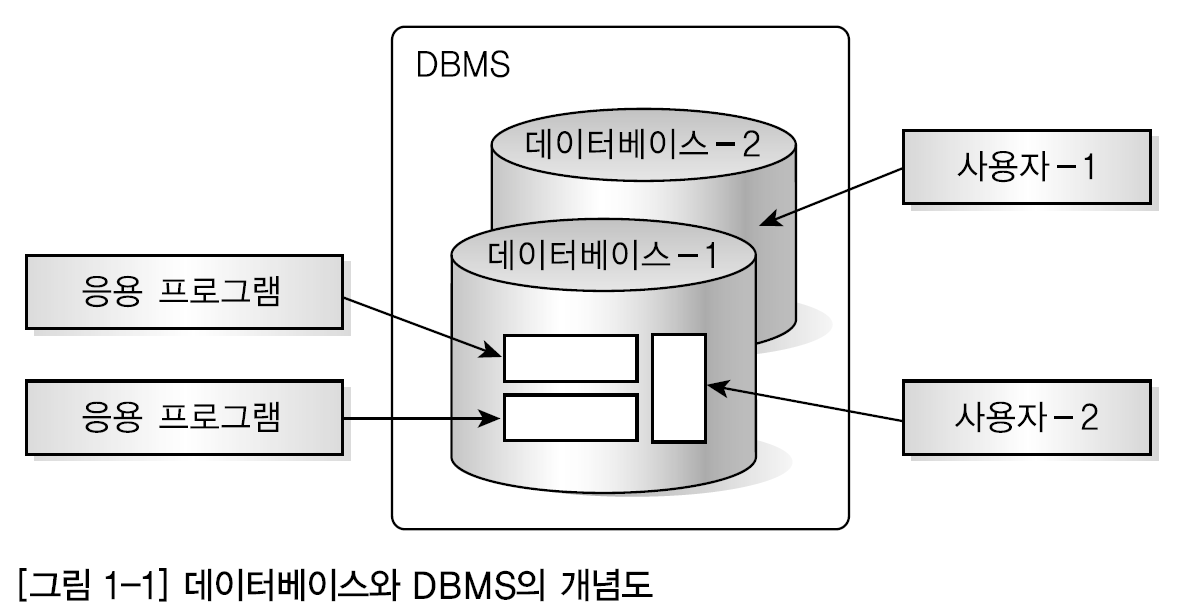 DBMS
데이터베이스-2
사용자-1
데이터베이스-1
응용 프로그램
응용 프로그램
사용자-2
[그림 1-1] 데이터베이스와 DBMS의 개념도